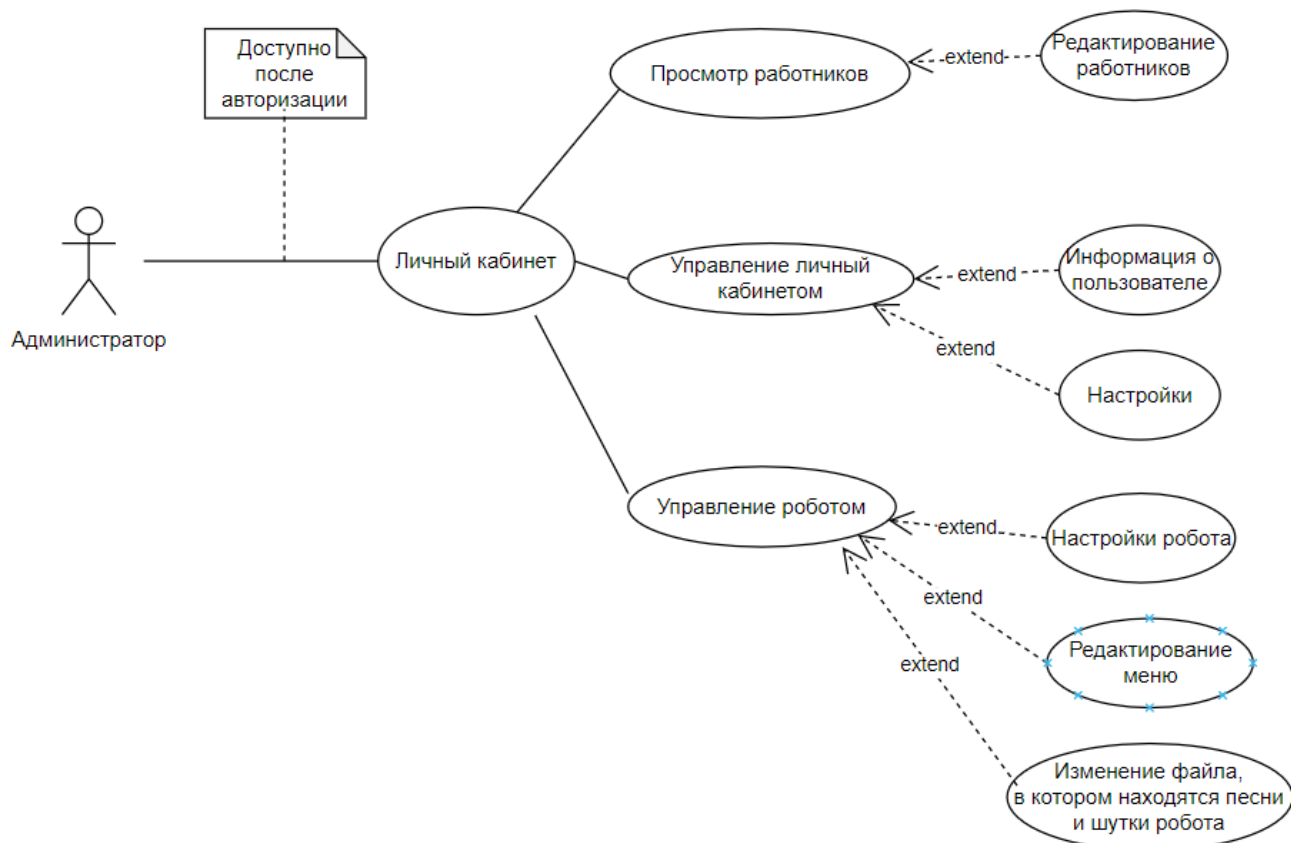 Доступно
после
авторизации
Просмотр работников
extend
Редактирование
работников
Администратор
Личный кабинет
Управление личный
кабинетом
extend
Информация о
пользователе
extend
Настройки
Управление роботом
extend
Настройки робота
extend
Редактирование
меню
extend
Изменение файла,
в котором находятся песни
и шутки робота